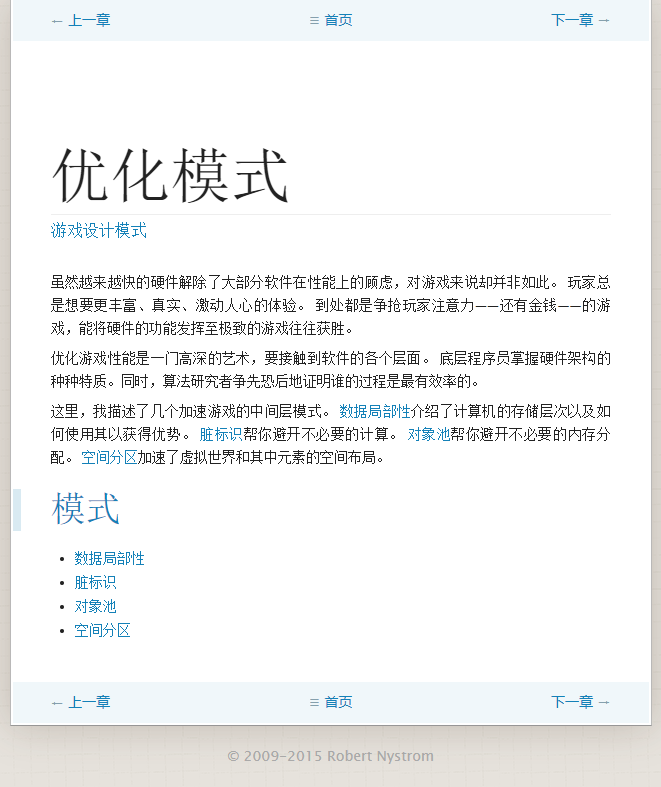 ← 上一章 ≡ 首页 下一章 →
优化模式
游戏设计模式
虽然越来越快的硬件解除了大部分软件在性能上的顾虑，对游戏来说却并非如此。 玩家总
是想要更丰富、真实、激动人心的体验。 到处都是争抢玩家注意力——还有金钱——的游
戏，能将硬件的功能发挥至极致的游戏往往获胜。
优化游戏性能是一门高深的艺术，要接触到软件的各个层面。 底层程序员掌握硬件架构的
种种特质。同时，算法研究者争先恐后地证明谁的过程是最有效率的。
这里，我描述了几个加速游戏的中间层模式。 数据局部性介绍了计算机的存储层次以及如
何使用其以获得优势。 脏标识帮你避开不必要的计算。 对象池帮你避开不必要的内存分
配。 空间分区加速了虚拟世界和其中元素的空间布局。
模式
• 数据局部性
• 脏标识
• 对象池
• 空间分区
← 上一章 ≡ 首页 下一章 →
© 2009-2015 Robert Nystrom